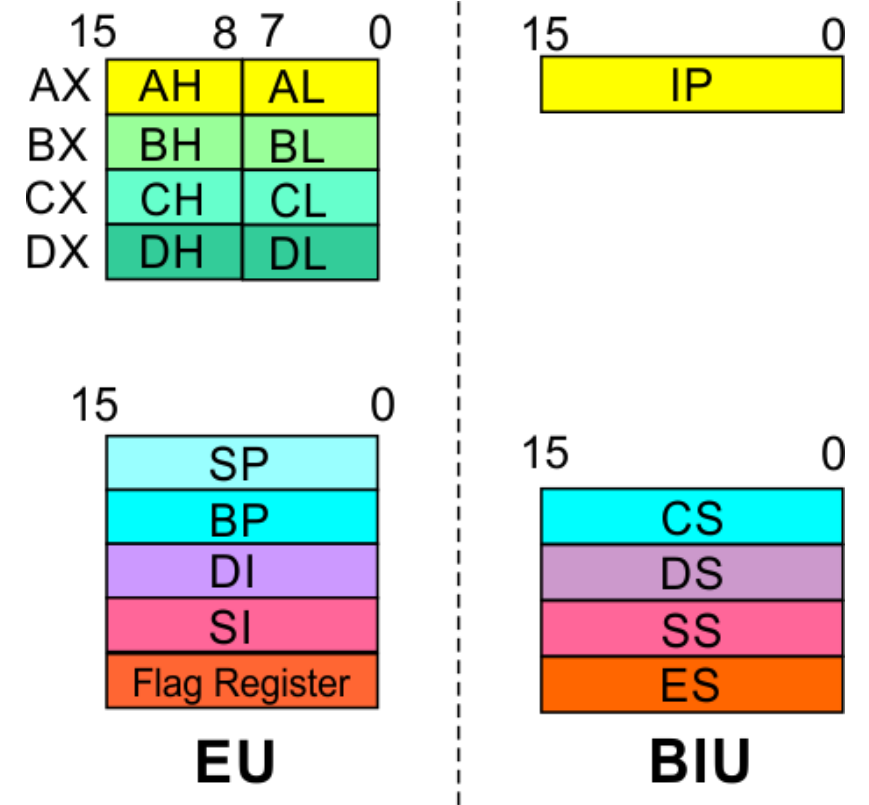 15 8 7 0
AX AH AL
BX BH BL
CX CH CL
DX DH DL
15 0
SP
BP
DI
SI
Flag Register
EU
15 0
IP
15 0
CS
DS
SS
ES
BIU